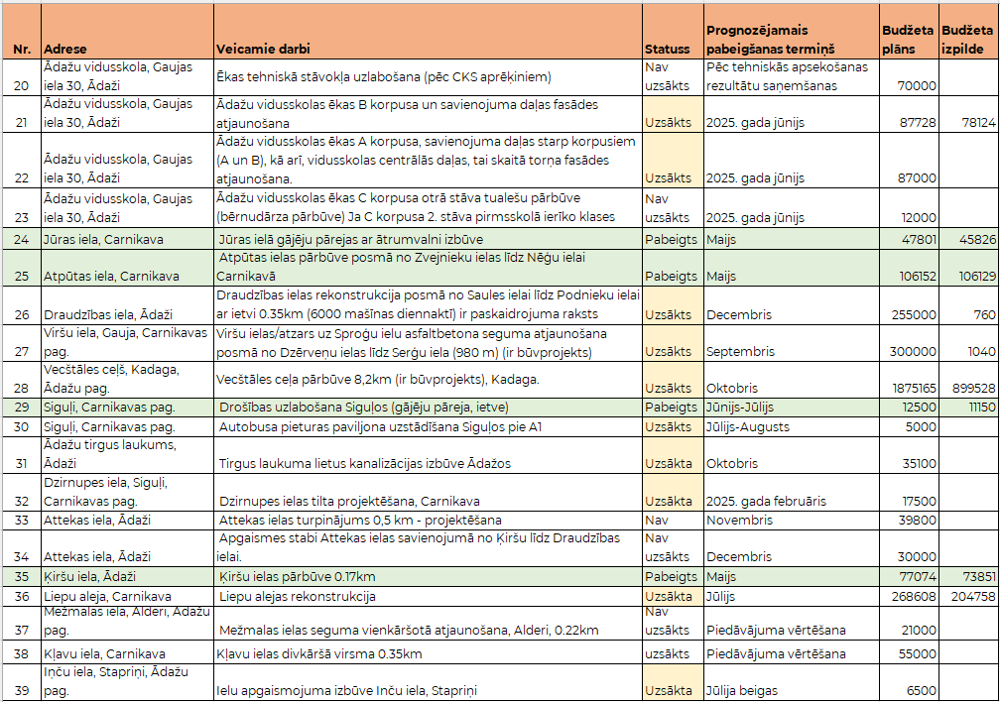 Nr. Adrese Veicamie darbi Statuss Prognozējamais pabeigšanas termiņš Budžeta plāns Budžeta izpilde
20 Ādažu vidusskola, Gaujas iela 30, Ādaži Ēkas tehniskā stāvokļa uzlabošana (pēc CKS aprēķiniem) Nav uzsākts Pēc tehniskās apsekošanas rezultātu saņemšanas 70000
21 Ādažu vidusskola, Gaujas iela 30, Ādaži Ādažu vidusskolas ēkas B korpusa un savienojuma daļas fasādes atjaunošana Uzsākts 2025. gada jūnijs 87728 78124
22 Ādažu vidusskola, Gaujas iela 30, Ādaži Ādažu vidusskolas ēkas A korpusa, savienojuma daļas starp korpusiem (A un B), kā arī, vidusskolas centrālās daļas, tai skaitā torņa fasādes atjaunošana. Uzsākts 2025. gada jūnijs 87000
23 Ādažu vidusskola, Gaujas iela 30, Ādaži Ādažu vidusskolas ēkas C korpusa otrā stāva tualešu pārbūve (bērnudārza pārbūve) Ja C korpusa 2. stāva pirmsskolā ierīko klases Nav uzsākts 2025. gada jūnijs 12000
24 Jūras iela, Carnikava Jūras ielā gājēju pārejas ar ātrumvalni izbūve Pabeigts Maijs 47801 45826
25 Atpūtas iela, Carnikava Atpūtas ielas pārbūve posmā no Zvejnieku ielas līdz Nēģu ielai Carnikavā Pabeigts Maijs 106152 106129
26 Draudzības iela, Ādaži Draudzības ielas rekonstrukcija posmā no Saules ielai līdz Podnieku ielai ar ietvi 0.35km (6000 mašīnas diennaktī) ir paskaidrojuma raksts Uzsākts Decembris 255000 760
27 Viršu iela, Gauja, Carnikavas pag. Viršu ielas/atzars uz Sproģu ielu asfaltbetona seguma atjaunošana posmā no Dzērveņu ielas līdz Serģu iela (980 m) (ir būvprojekts) Uzsākts Septembris 300000 1040
28 Vecštāles ceļš, Kadaga, Ādažu pag. Vecštāles ceļa pārbūve 8,2km (ir būvprojekts), Kadaga. Uzsākts Oktobris 1875165 899528
29 Siguļi, Carnikavas pag. Drošības uzlabošana Siguļos (gājēju pāreja, ietve) Pabeigts Jūnijs-Jūlijs 12500 11150
30 Siguļi, Carnikavas pag. Autobusa pieturas paviljona uzstādīšana Siguļos pie A1 Uzsākts Jūlijs-Augusts 5000
31 Ādažu tirgus laukums, Ādaži Tirgus laukuma lietus kanalizācijas izbūve Ādažos Uzsākta Oktobris 35100
32 Dzirnupes iela, Siguļi, Carnikavas pag. Dzirnupes ielas tilta projektēšana, Carnikava Uzsākta 2025. gada februāris 17500
33 Attekas iela, Ādaži Attekas ielas turpinājums 0,5 km - projektēšana Nav Novembris 39800
34 Attekas iela, Ādaži Apgaismes stabi Attekas ielas savienojumā no Ķiršu līdz Draudzības ielai. Nav uzsākts Decembris 30000
35 Ķiršu iela, Ādaži Ķiršu ielas pārbūve 0.17km Pabeigts Maijs 77074 73851
36 Liepu aleja, Carnikava Liepu alejas rekonstrukcija Uzsākta Jūlijs 268608 204758
37 Mežmalas iela, Alderi, Ādažu pag. Mežmalas ielas seguma vienkāršotā atjaunošana, Alderi, 0.22km Nav uzsākts Piedāvājuma vērtēšana 21000
38 Kļavu iela, Carnikava Kļavu ielas divkāršā virsma 0.35km uzsākts Piedāvājuma vērtēšana 55000
39 Iņču iela, Stapriņi, Ādažu pag. Ielu apgaismojuma izbūve Inču iela, Stapriņi Uzsākta Jūlija beigas 6500